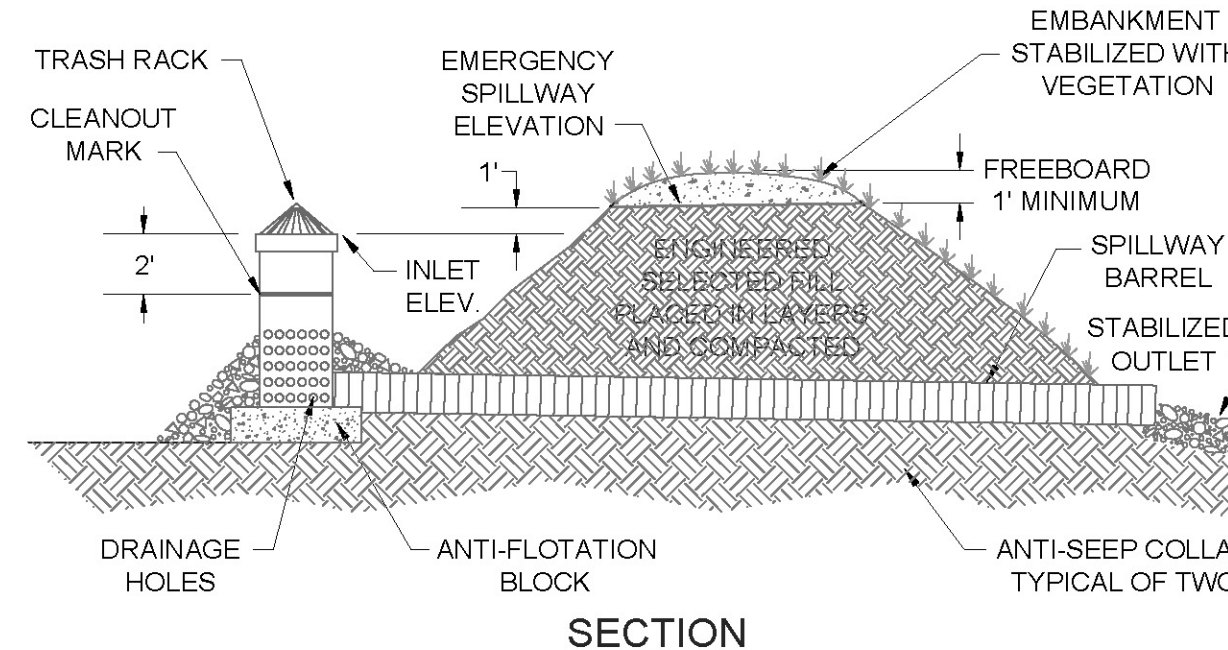 TRASH RACK
CLEANOUT
MARK
2'
EMERGENCY
SPILLWAY
ELEVATION
1'
INLET
ELEV.
EMBANKMENT
STABILIZED WITH
VEGETATION
FREEBOARD
1' MINIMUM
ENGINEERED
SELECTED FILL
PLACED IN LAYERS
AND COMPACTED
SPILLWAY
BARREL
STABILIZED
OUTLET
DRAINAGE
HOLES
ANTI-FLOTATION
BLOCK
ANTI-SEEP COLLA
TYPICAL OF TWO
SECTION